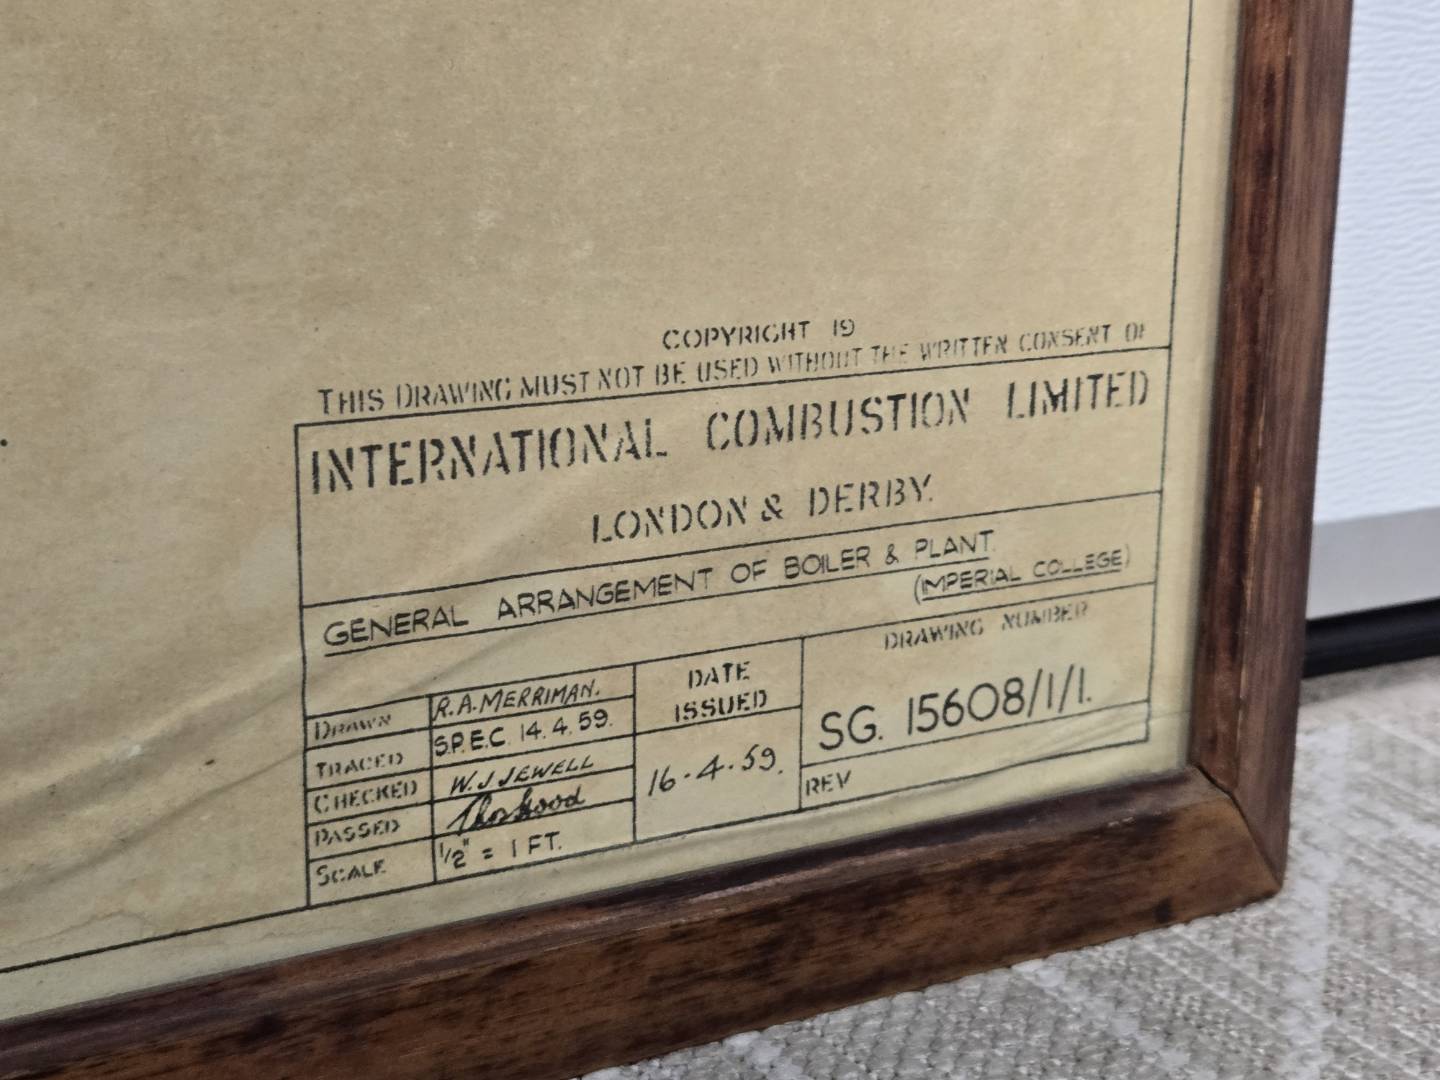 COPYRIGHT 19
THIS DRAWING MUST NOT BE USED WITHOUT THE WRITTEN CONSENT OF
INTERNATIONAL COMBUSTION LIMITED
LONDON & DERBY.
GENERAL ARRANGEMENT OF BOILER & PLANT.
(IMPERIAL COLLEGE)
DRAWN R.A. MERRIMAN.
TRACED S.P.E.C. 14.4.59.
CHECKED W.J JEWELL
PASSED
SCALE 1/2" = 1 FT.
DATE
ISSUED
16-4-59.
DRAWING NUMBER
SG. 15608/1/1.
REV